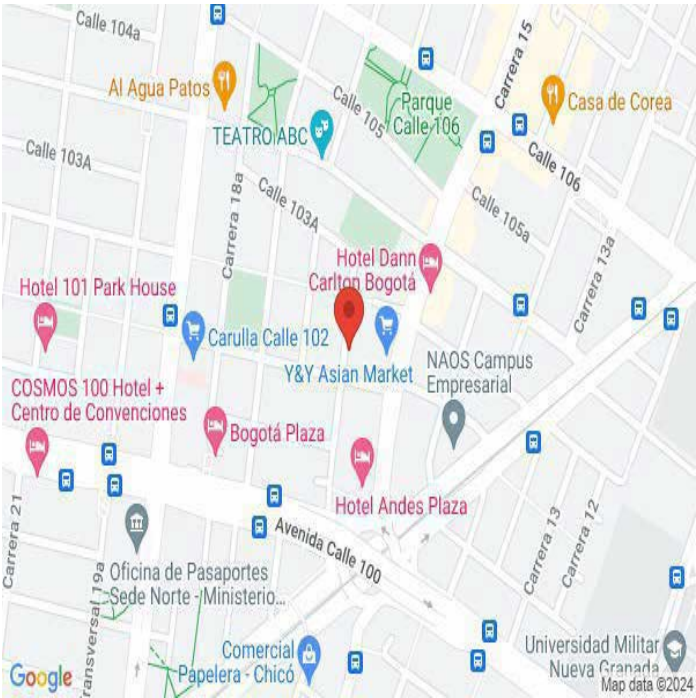 Calle 104a
Carrera 15
Al Agua Patos
Parque
Calle 106
Casa de Corea
Calle 105
TEATRO ABC
Calle 103A
Calle 106
Carrera 18a
Calle 103A
Calle 105a
Hotel Dann
Carlton Bogotá
Carrera 13a
Hotel 101 Park House
Carulla Calle 102
Y&Y Asian Market
NAOS Campus
Empresarial
COSMOS 100 Hotel +
Centro de Convenciones
Bogotá Plaza
Hotel Andes Plaza
Carrera 21
Avenida Calle 100
Carrera 13
Carrera 12
Oficina de Pasaportes
Sede Norte - Ministerio...
ransversal 19a
Comercial
Papelera - Chicó
Universidad Militar
Nueva Granada
Google
Map data ©2024